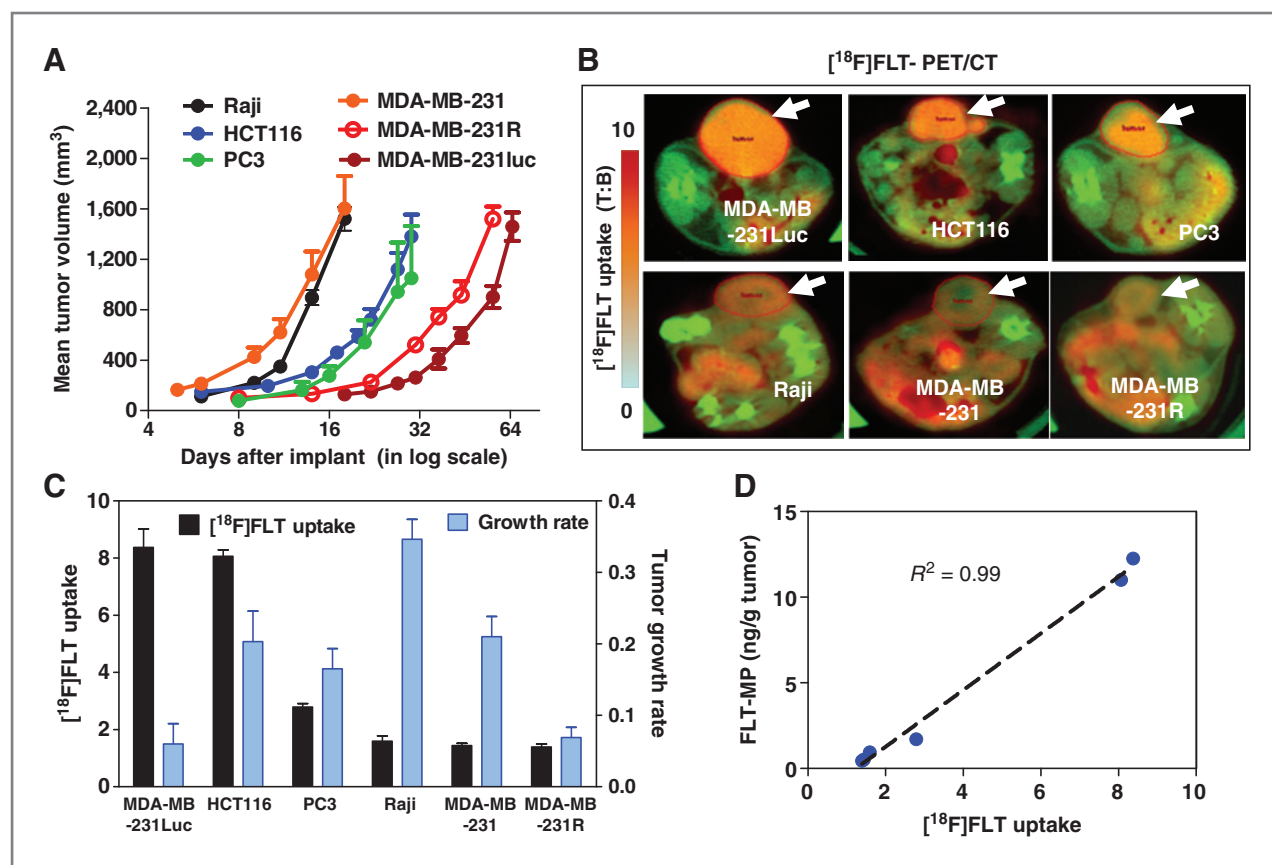 A
Mean tumor volume (mm³)
2,400
2,000
1,600
1,200
800
400
0
4
8
16
32
64
Days after implant (in log scale)
Raji
HCT116
PC3
MDA-MB-231
MDA-MB-231R
MDA-MB-231luc
B
[¹⁸F]FLT- PET/CT
[¹⁸F]FLT uptake (T:B)
10
0
MDA-MB
-231Luc
HCT116
PC3
Raji
MDA-MB
-231
MDA-MB
-231R
C
[¹⁸F]FLT uptake
10
8
6
4
2
0
[¹⁸F]FLT uptake
Growth rate
0.4
0.3
0.2
0.1
0.0
Tumor growth rate
MDA-MB
-231Luc
HCT116
PC3
Raji
MDA-MB
-231
MDA-MB
-231R
D
FLT-MP (ng/g tumor)
15
10
5
0
R² = 0.99
0
2
4
6
8
10
[¹⁸F]FLT uptake